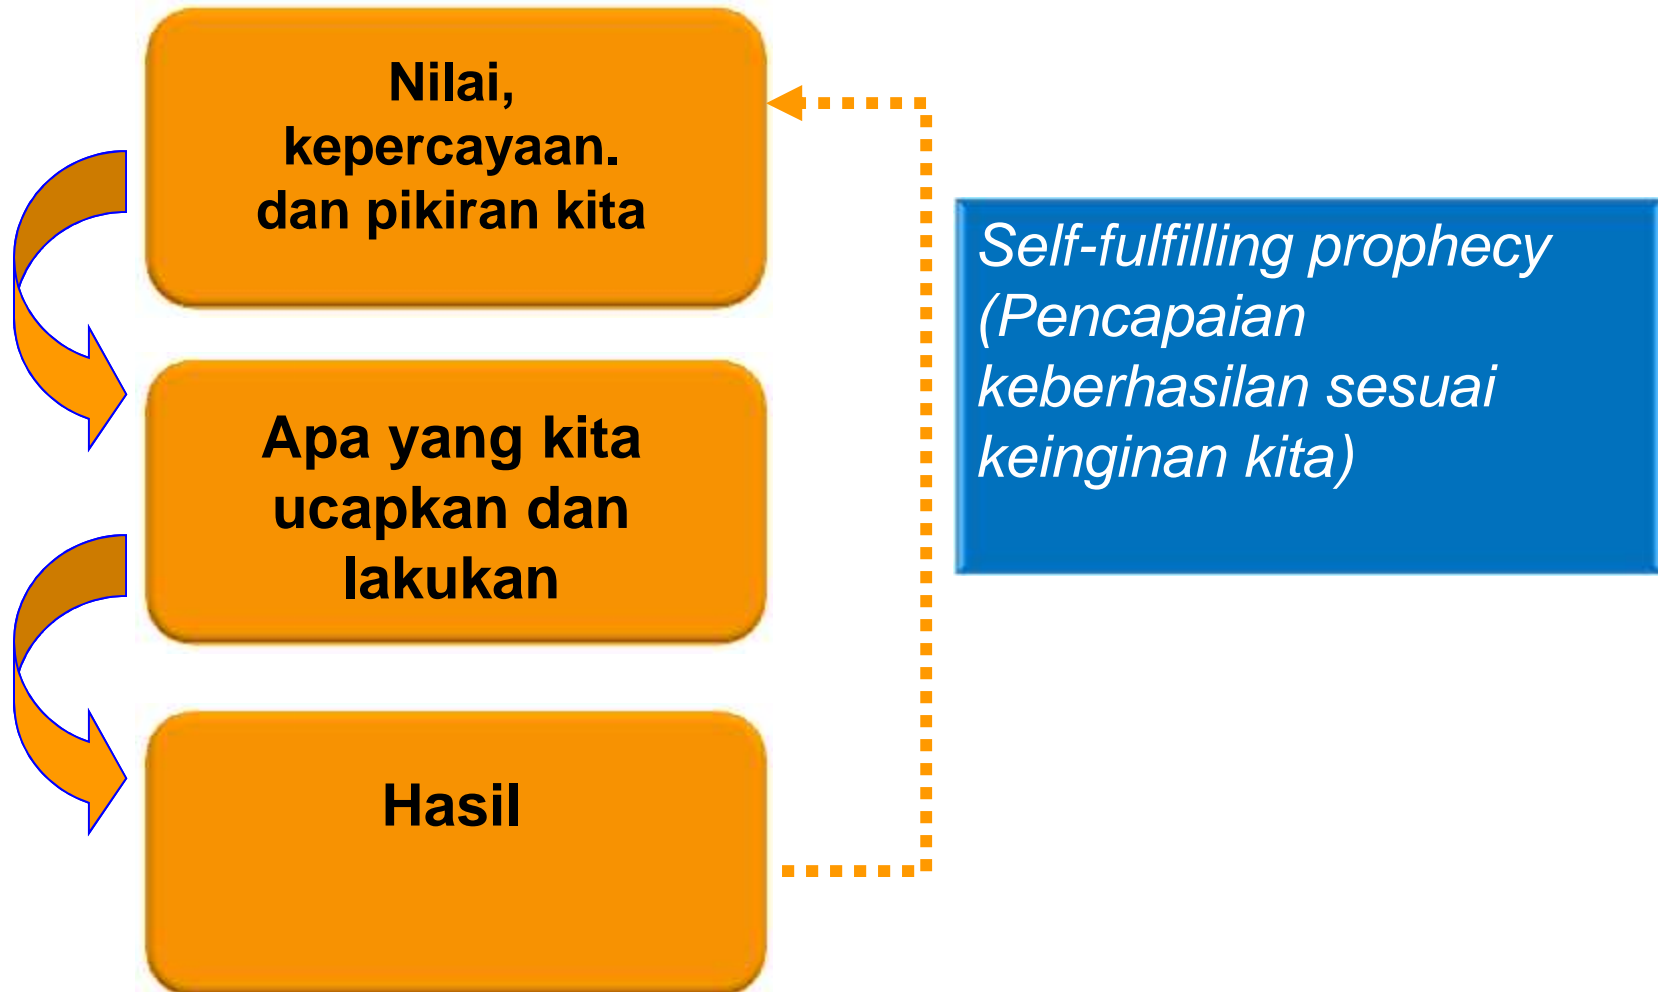 Nilai,
kepercayaan.
dan pikiran kita
Apa yang kita
ucapkan dan
lakukan
Hasil
Self-fulfilling prophecy
(Pencapaian
keberhasilan sesuai
keinginan kita)